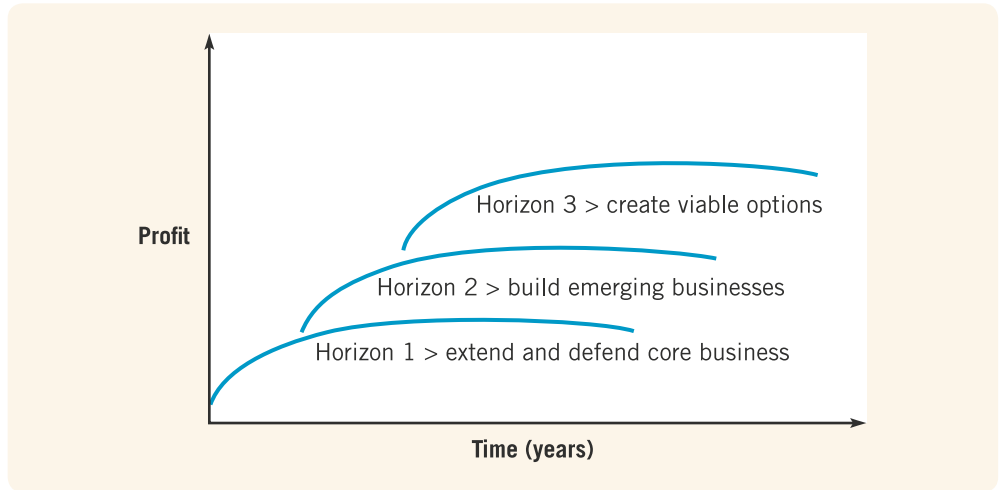 Profit
Horizon 3 > create viable options
Horizon 2 > build emerging businesses
Horizon 1 > extend and defend core business
Time (years)